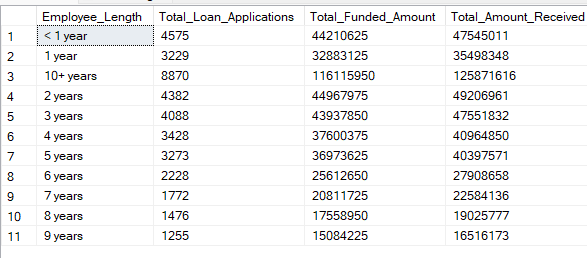 Employee_Length Total_Loan_Applications Total_Funded_Amount Total_Amount_Received
1 < 1 year 4575 44210625 47545011
2 1 year 3229 32883125 35498348
3 10+ years 8870 116115950 125871616
4 2 years 4382 44967975 49206961
5 3 years 4088 43937850 47551832
6 4 years 3428 37600375 40964850
7 5 years 3273 36973625 40397571
8 6 years 2228 25612650 27908658
9 7 years 1772 20811725 22584136
10 8 years 1476 17558950 19025777
11 9 years 1255 15084225 16516173